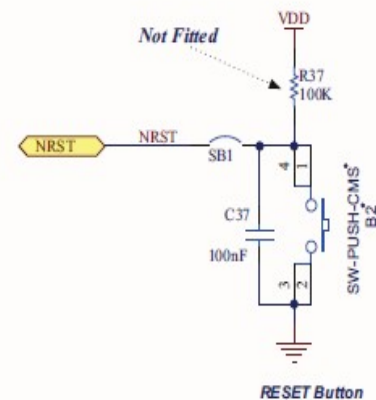 VDD
Not Fitted
R37
100K
NRST
NRST
SB1
4
1
C37
100nF
SW-PUSH-CMS
B2
3
2
RESET Button